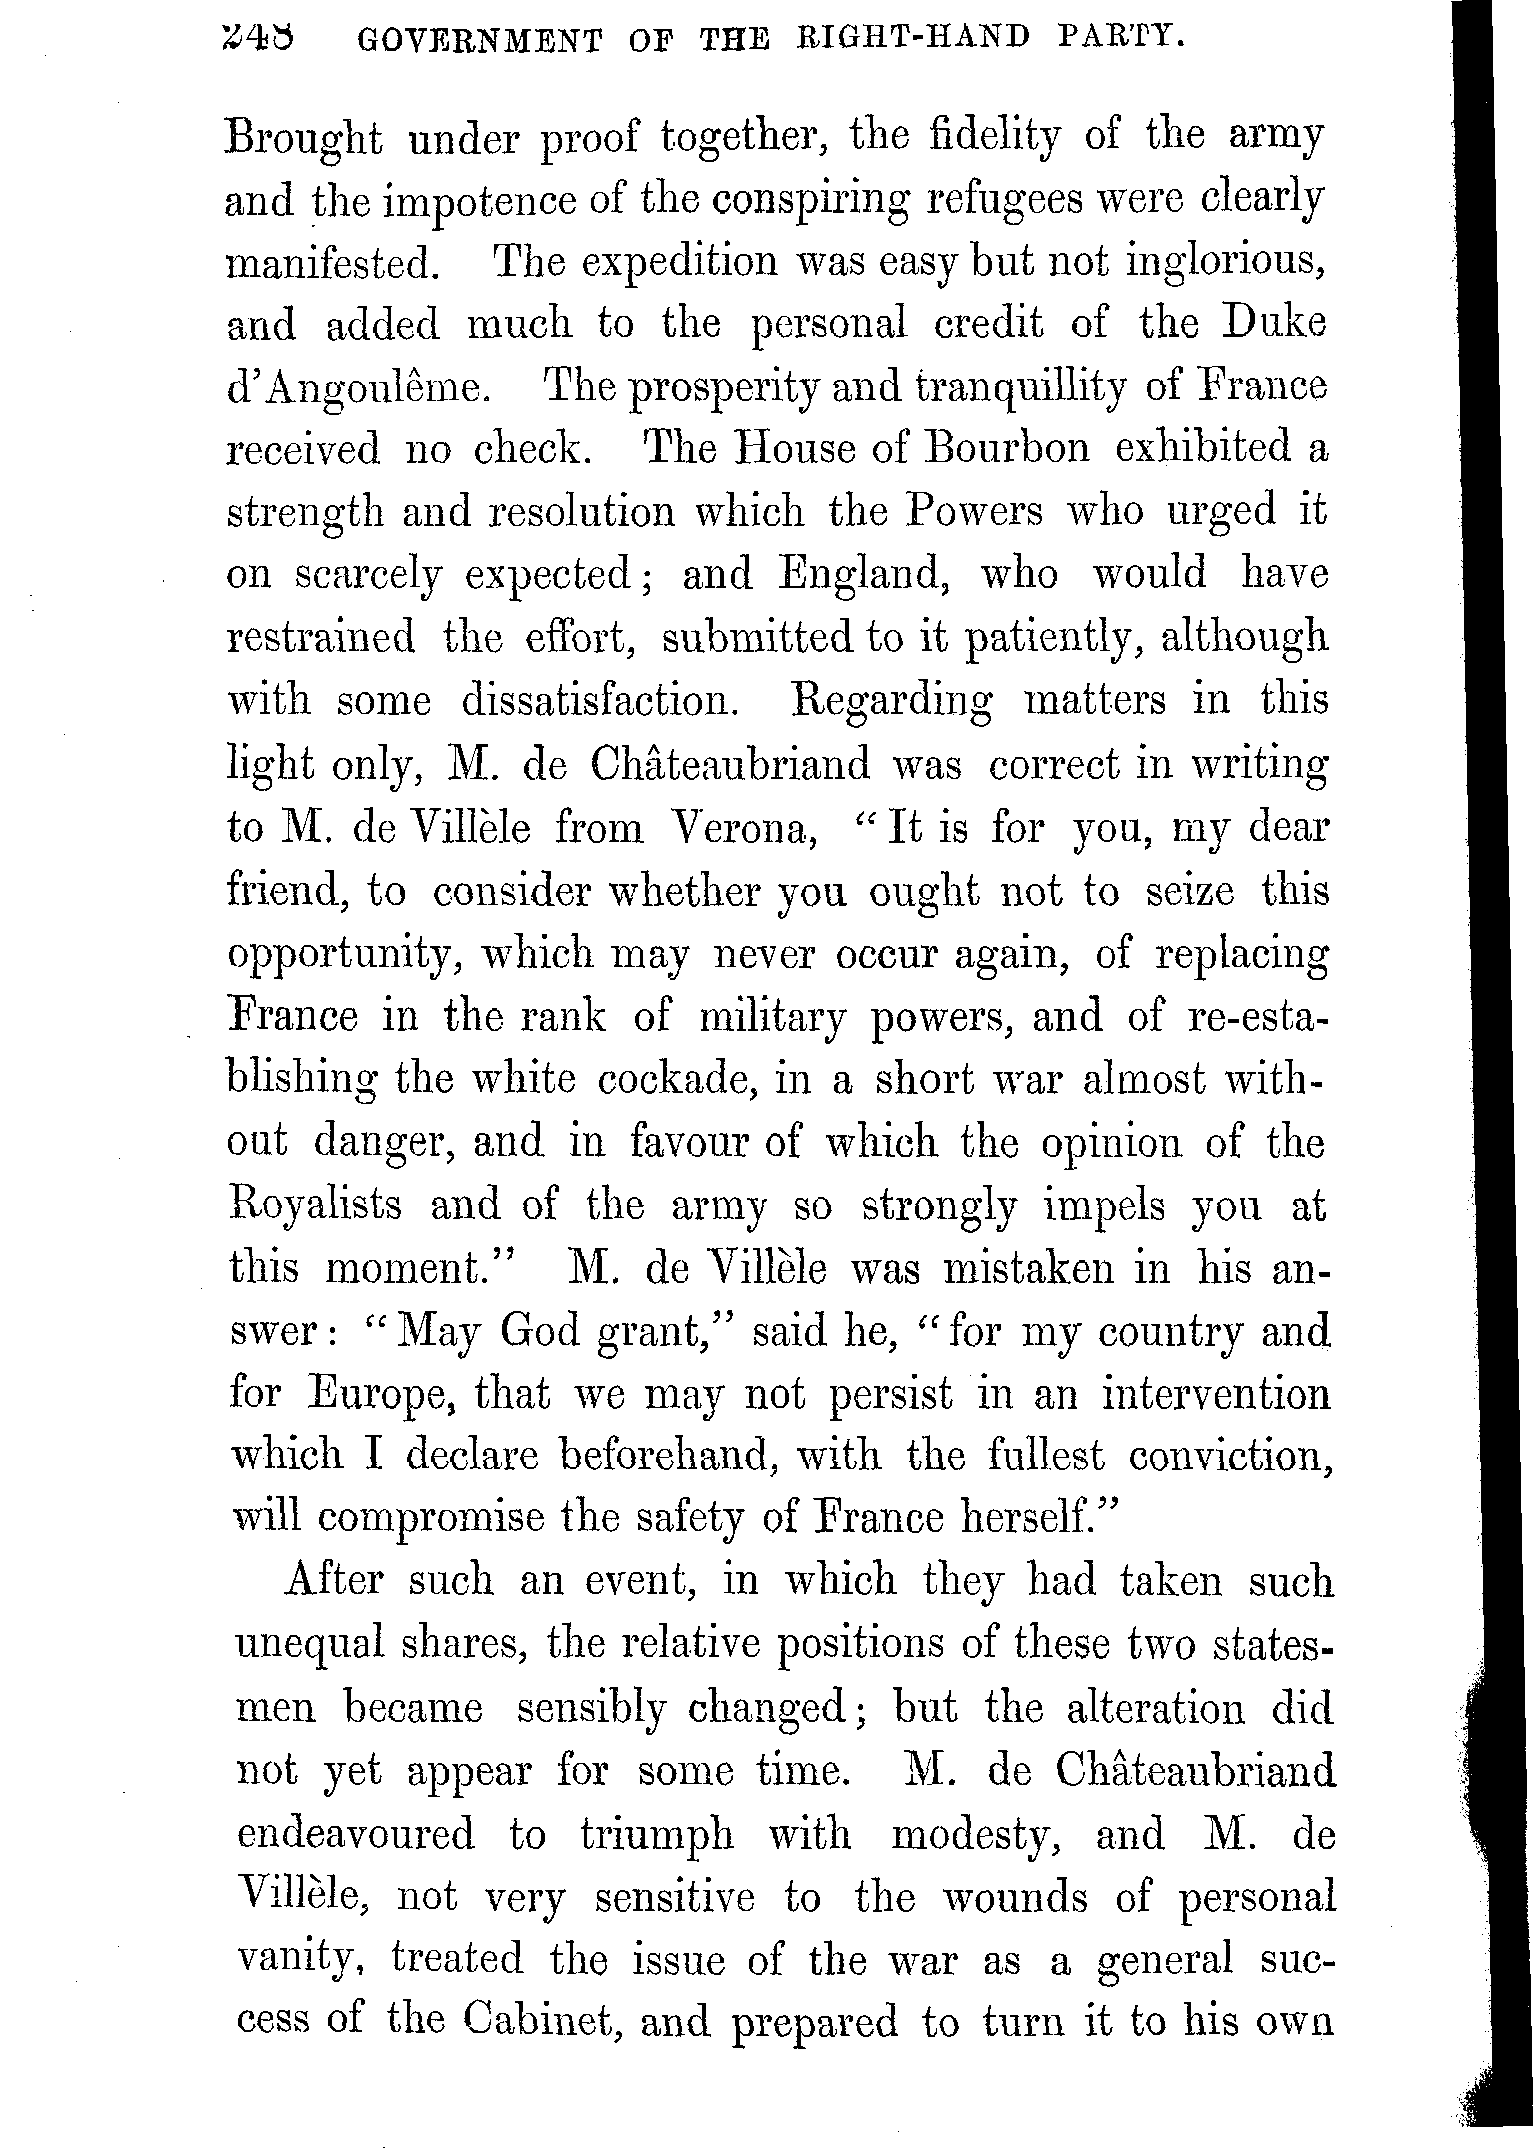 248 GOVERNMENT OF THE RIGHT-HAND PARTY.
Brought under proof together, the fidelity of the army
and the impotence of the conspiring refugees were clearly
manifested. The expedition was easy but not inglorious,
and added much to the personal credit of the Duke
d'Angoulême. The prosperity and tranquillity of France
received no check. The House of Bourbon exhibited a
strength and resolution which the Powers who urged it
on scarcely expected; and England, who would have
restrained the effort, submitted to it patiently, although
with some dissatisfaction. Regarding matters in this
light only, M. de Châteaubriand was correct in writing
to M. de Villèle from Verona, “It is for you, my dear
friend, to consider whether you ought not to seize this
opportunity, which may never occur again, of replacing
France in the rank of military powers, and of re-esta-
blishing the white cockade, in a short war almost with-
out danger, and in favour of which the opinion of the
Royalists and of the army so strongly impels you at
this moment.” M. de Villèle was mistaken in his an-
swer: “May God grant,” said he, “for my country and
for Europe, that we may not persist in an intervention
which I declare beforehand, with the fullest conviction,
will compromise the safety of France herself.”
After such an event, in which they had taken such
unequal shares, the relative positions of these two states-
men became sensibly changed; but the alteration did
not yet appear for some time. M. de Châteaubriand
endeavoured to triumph with modesty, and M. de
Villèle, not very sensitive to the wounds of personal
vanity, treated the issue of the war as a general suc-
cess of the Cabinet, and prepared to turn it to his own